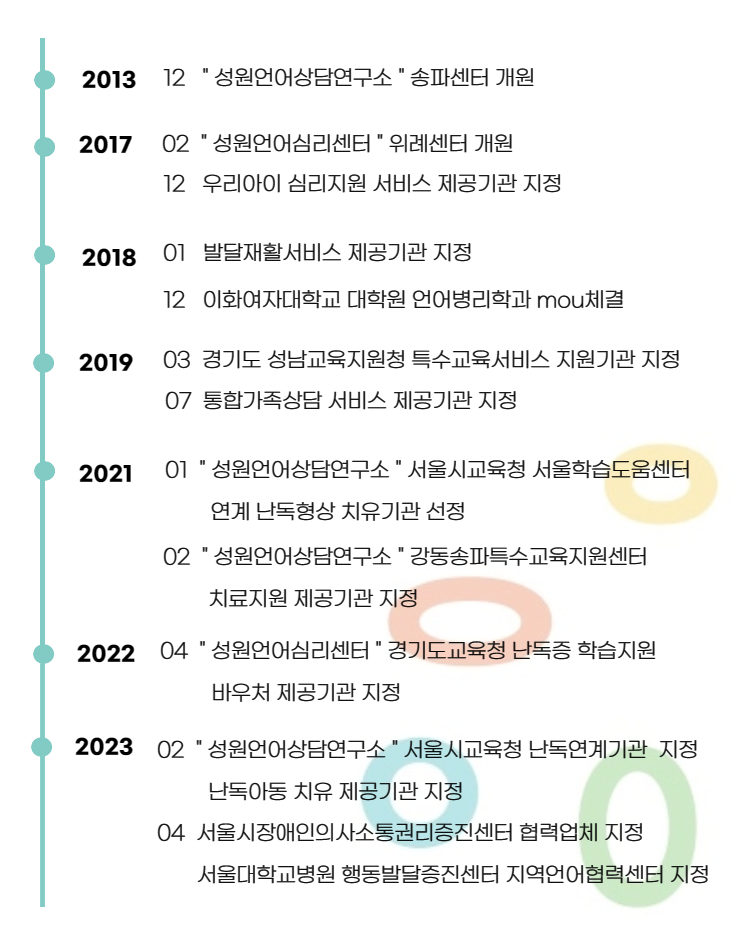 2013 12 " 성원언어상담연구소 " 송파센터 개원
2017 02 " 성원언어심리센터 " 위례센터 개원
12 우리아이 심리지원 서비스 제공기관 지정
2018 01 발달재활서비스 제공기관 지정
12 이화여자대학교 대학원 언어병리학과 mou체결
2019 03 경기도 성남교육지원청 특수교육서비스 지원기관 지정
07 통합가족상담 서비스 제공기관 지정
2021 01 " 성원언어상담연구소 " 서울시교육청 서울학습도움센터
연계 난독형상 치유기관 선정
02 " 성원언어상담연구소 " 강동송파특수교육지원센터
치료지원 제공기관 지정
2022 04 " 성원언어심리센터 " 경기도교육청 난독증 학습지원
바우처 제공기관 지정
2023 02 " 성원언어상담연구소 " 서울시교육청 난독연계기관 지정
난독아동 치유 제공기관 지정
04 서울시장애인의사소통권리증진센터 협력업체 지정
서울대학교병원 행동발달증진센터 지역언어협력센터 지정